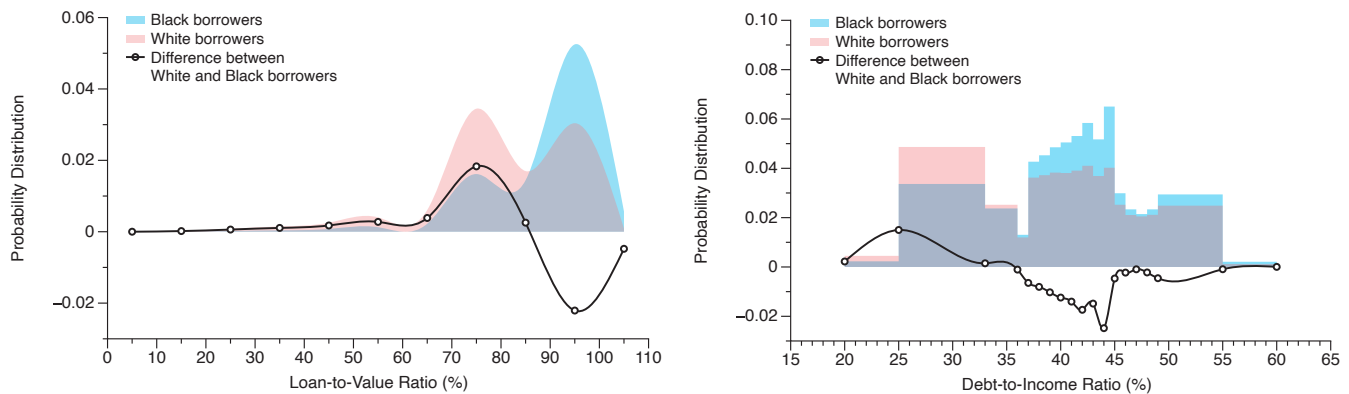 0.06
0.04
0.02
0
–0.02
Probability Distribution
Black borrowers
White borrowers
Difference between
White and Black borrowers
0 10 20 30 40 50 60 70 80 90 100 110
Loan-to-Value Ratio (%)
0.10
0.08
0.06
0.04
0.02
0
–0.02
Probability Distribution
Black borrowers
White borrowers
Difference between
White and Black borrowers
15 20 25 30 35 40 45 50 55 60 65
Debt-to-Income Ratio (%)